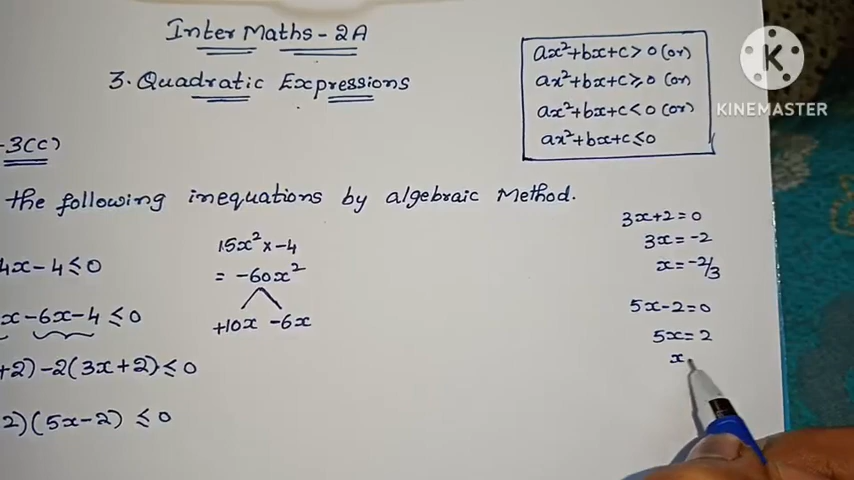 Inter Maths - 2A
3. Quadratic Expressions
ax²+bx+c > 0 (or)
ax²+bx+c ≥ 0 (or)
ax²+bx+c < 0 (or)
ax²+bx+c ≤ 0
KINEMASTER
-3(c)
the following inequations by algebraic Method.
4x-4 ≤ 0
x-6x-4 ≤ 0
+2)-2(3x+2) ≤ 0
2)(5x-2) ≤ 0
15x² x -4
= -60x²
+10x -6x
3x+2=0
3x=-2
x=-2/3
5x-2=0
5x=2
x